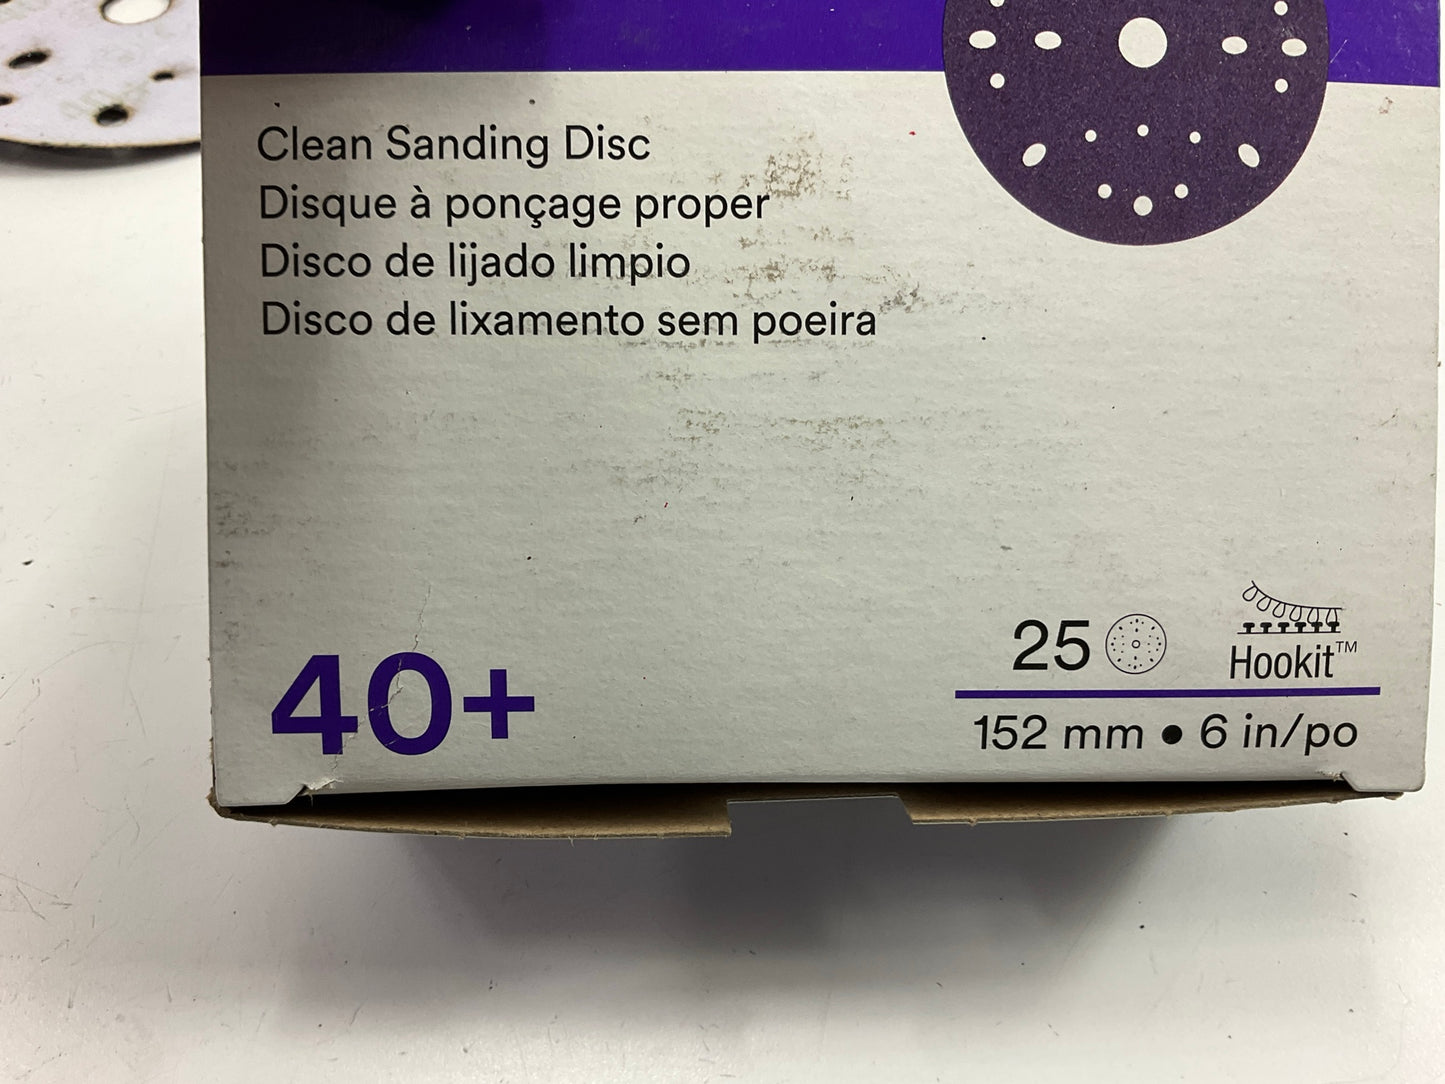 Clean Sanding Disc
Disque à ponçage proper
Disco de lijado limpio
Disco de lixamento sem poeira
40+
25
Hookit™
152 mm • 6 in/po